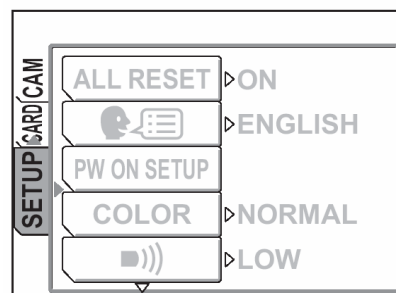 CAM
CARD
SETUP
ALL RESET ON
ENGLISH
PW ON SETUP
COLOR NORMAL
LOW